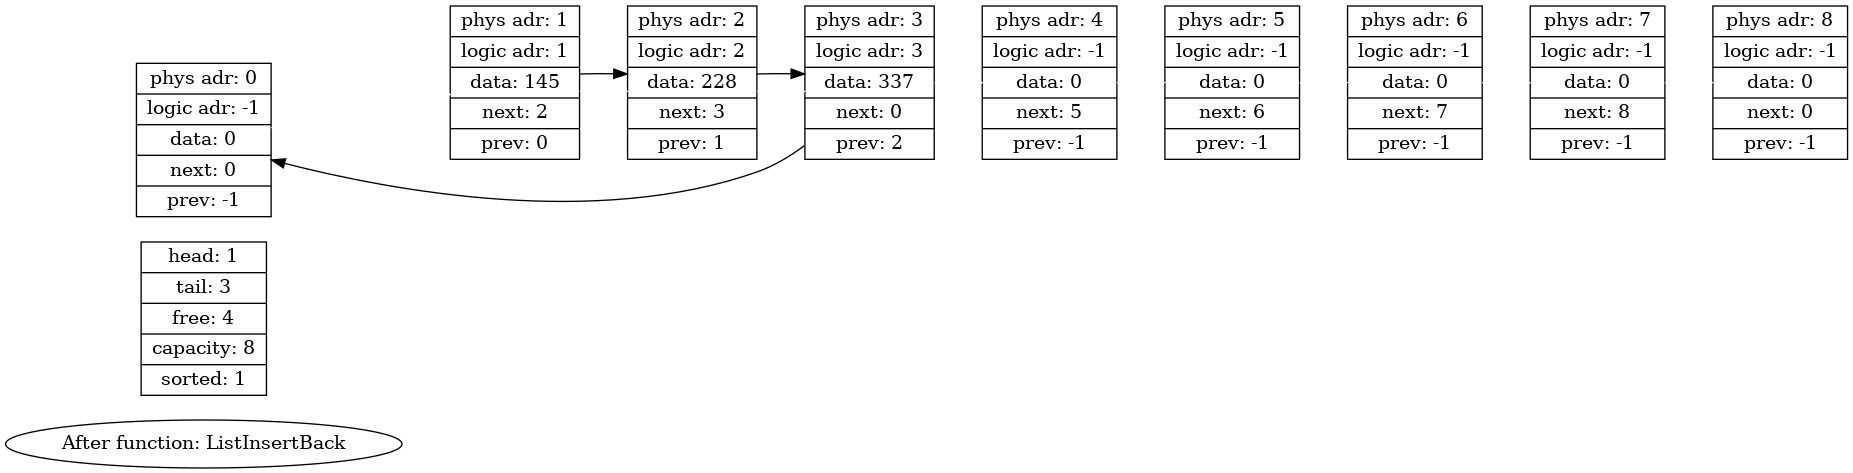 phys adr: 0
logic adr: -1
data: 0
next: 0
prev: -1
phys adr: 1
logic adr: 1
data: 145
next: 2
prev: 0
phys adr: 2
logic adr: 2
data: 228
next: 3
prev: 1
phys adr: 3
logic adr: 3
data: 337
next: 0
prev: 2
phys adr: 4
logic adr: -1
data: 0
next: 5
prev: -1
phys adr: 5
logic adr: -1
data: 0
next: 6
prev: -1
phys adr: 6
logic adr: -1
data: 0
next: 7
prev: -1
phys adr: 7
logic adr: -1
data: 0
next: 8
prev: -1
phys adr: 8
logic adr: -1
data: 0
next: 0
prev: -1
head: 1
tail: 3
free: 4
capacity: 8
sorted: 1
After function: ListInsertBack